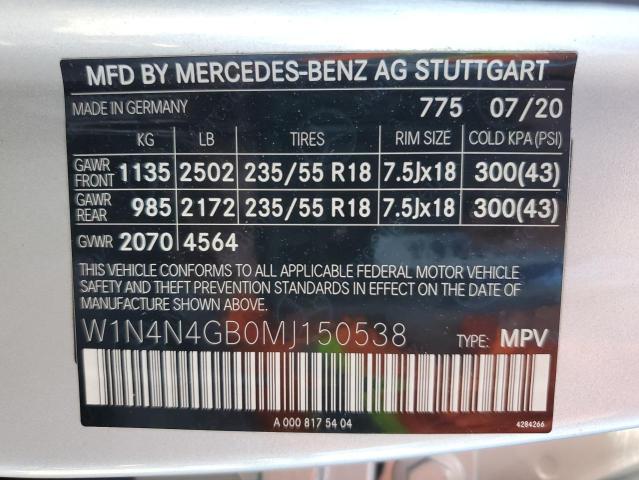 MFD BY MERCEDES-BENZ AG STUTTGART
MADE IN GERMANY 775 07/20
KG LB TIRES RIM SIZE COLD KPA(PSI)
GAWR FRONT 1135 2502 235/55 R18 7.5Jx18 300(43)
GAWR REAR 985 2172 235/55 R18 7.5Jx18 300(43)
GVWR 2070 4564
THIS VEHICLE CONFORMS TO ALL APPLICABLE FEDERAL MOTOR VEHICLE
SAFETY AND THEFT PREVENTION STANDARDS IN EFFECT ON THE DATE
OF MANUFACTURE SHOWN ABOVE.
W1N4N4GB0MJ150538 TYPE: MPV
A 000 817 54 04 4284266